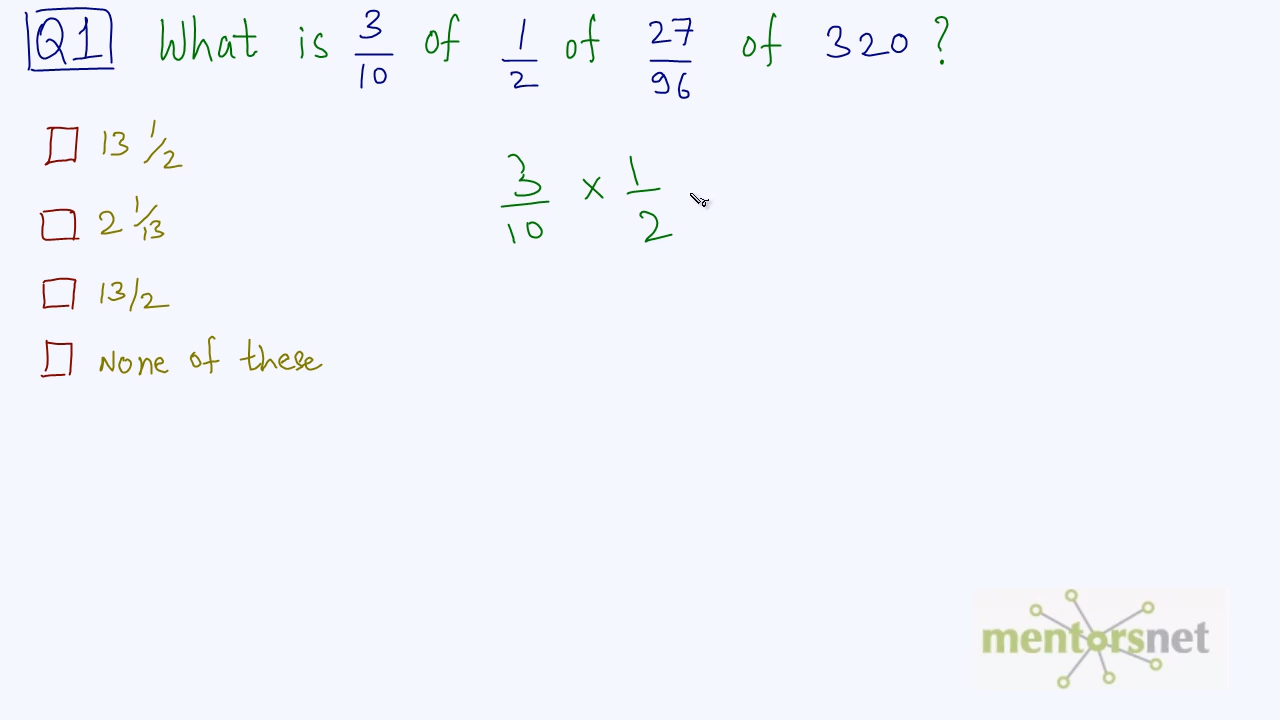 Q1 What is 3/10 of 1/2 of 27/96 of 320 ?
13 1/2
3/10 x 1/2
2 1/13
13/2
None of these
mentorsnet